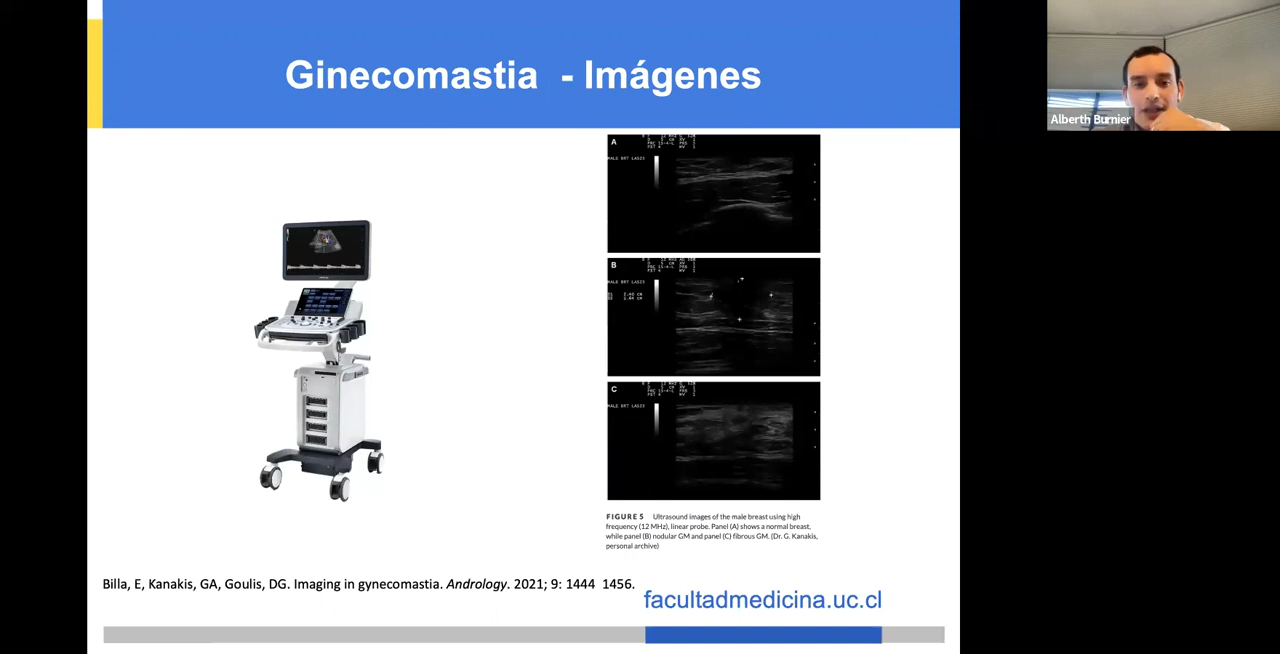 Ginecomastia - Imágenes
Alberth Burnier
A
MALE BRT LAS25
B
MALE BRT LAS25
C
MALE BRT LAS25
FIGURE 5 Ultrasound images of the male breast using high
frequency (12 MHz), linear probe. Panel (A) shows a normal breast,
while panel (B) nodular GM and panel (C) fibrous GM. (Dr. G. Kanakis,
personal archive)
Billa, E, Kanakis, GA, Goulis, DG. Imaging in gynecomastia. Andrology. 2021; 9: 1444 1456.
facultadmedicina.uc.cl